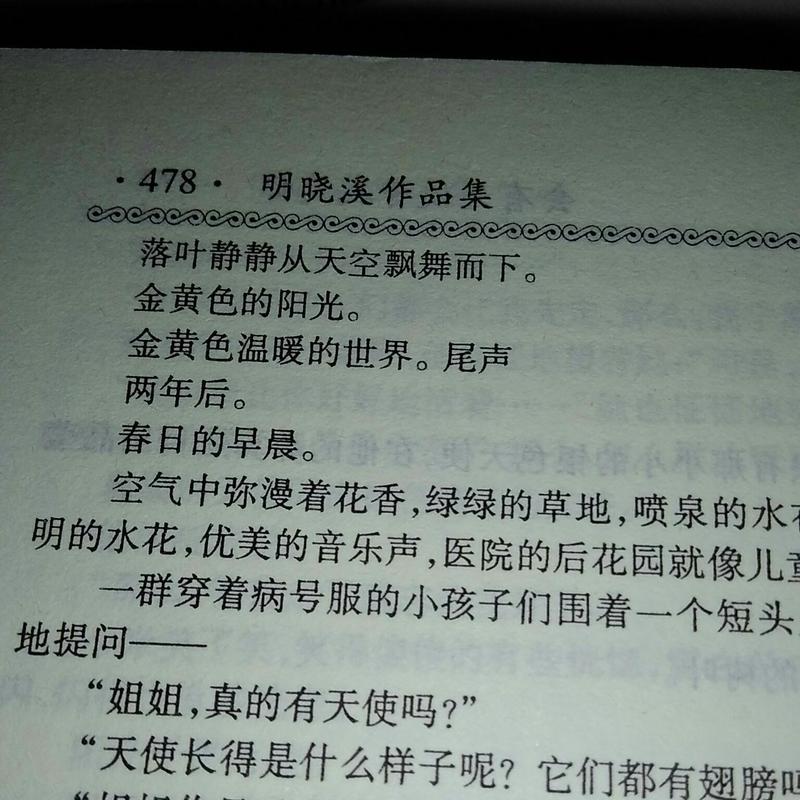 ·478· 明晓溪作品集
落叶静静从天空飘舞而下。
金黄色的阳光。
金黄色温暖的世界。尾声
两年后。
春日的早晨。
空气中弥漫着花香,绿绿的草地,喷泉的水
明的水花,优美的音乐声,医院的后花园就像儿童
一群穿着病号服的小孩子们围着一个短头
地提问——
“姐姐,真的有天使吗?”
“天使长得是什么样子呢?它们都有翅膀吗